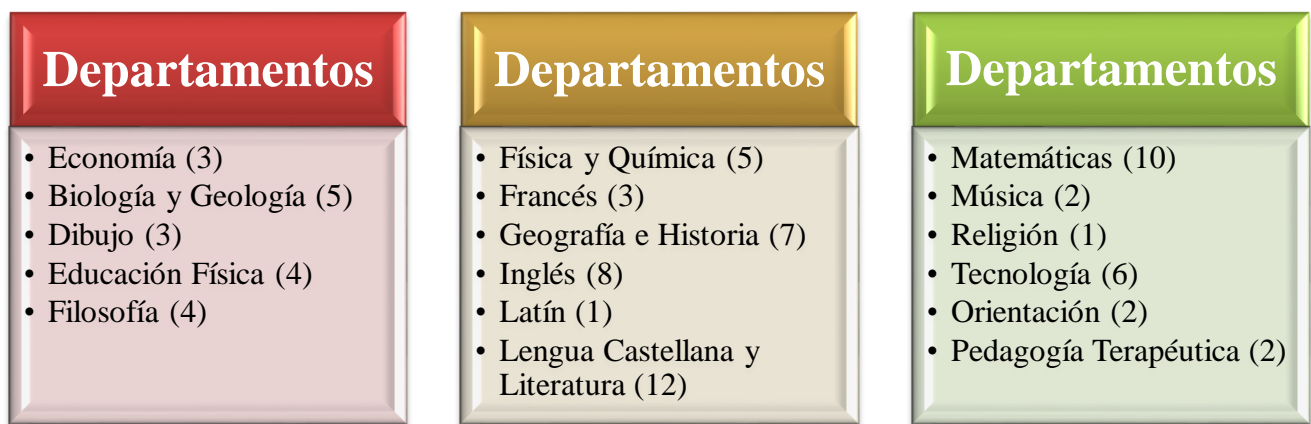 Departamentos
• Economía (3)
• Biología y Geología (5)
• Dibujo (3)
• Educación Física (4)
• Filosofía (4)
Departamentos
• Física y Química (5)
• Francés (3)
• Geografía e Historia (7)
• Inglés (8)
• Latín (1)
• Lengua Castellana y
Literatura (12)
Departamentos
• Matemáticas (10)
• Música (2)
• Religión (1)
• Tecnología (6)
• Orientación (2)
• Pedagogía Terapéutica (2)